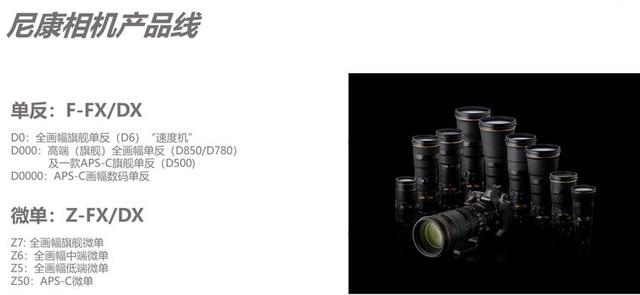 尼康相机产品线
单反：F-FX/DX
D0：全画幅旗舰单反（D6）“速度机”
D000：高端（旗舰）全画幅单反（D850/D780）
及一款APS-C旗舰单反（D500)
D0000：APS-C画幅数码单反
微单：Z-FX/DX
Z7: 全画幅旗舰微单
Z6：全画幅中端微单
Z5：全画幅低端微单
Z50：APS-C微单